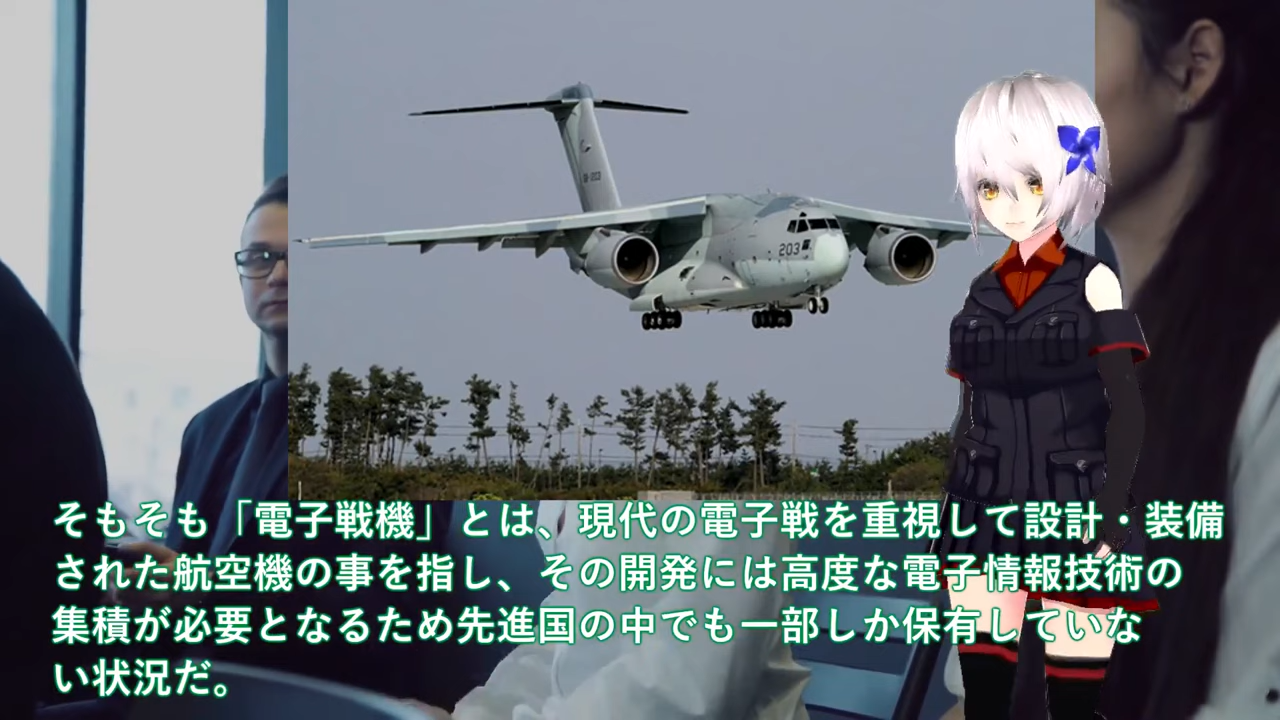 203
そもそも「電子戦機」とは、現代の電子戦を重視して設計・装備
された航空機の事を指し、その開発には高度な電子情報技術の
集積が必要となるため先進国の中でも一部しか保有していな
い状況だ。